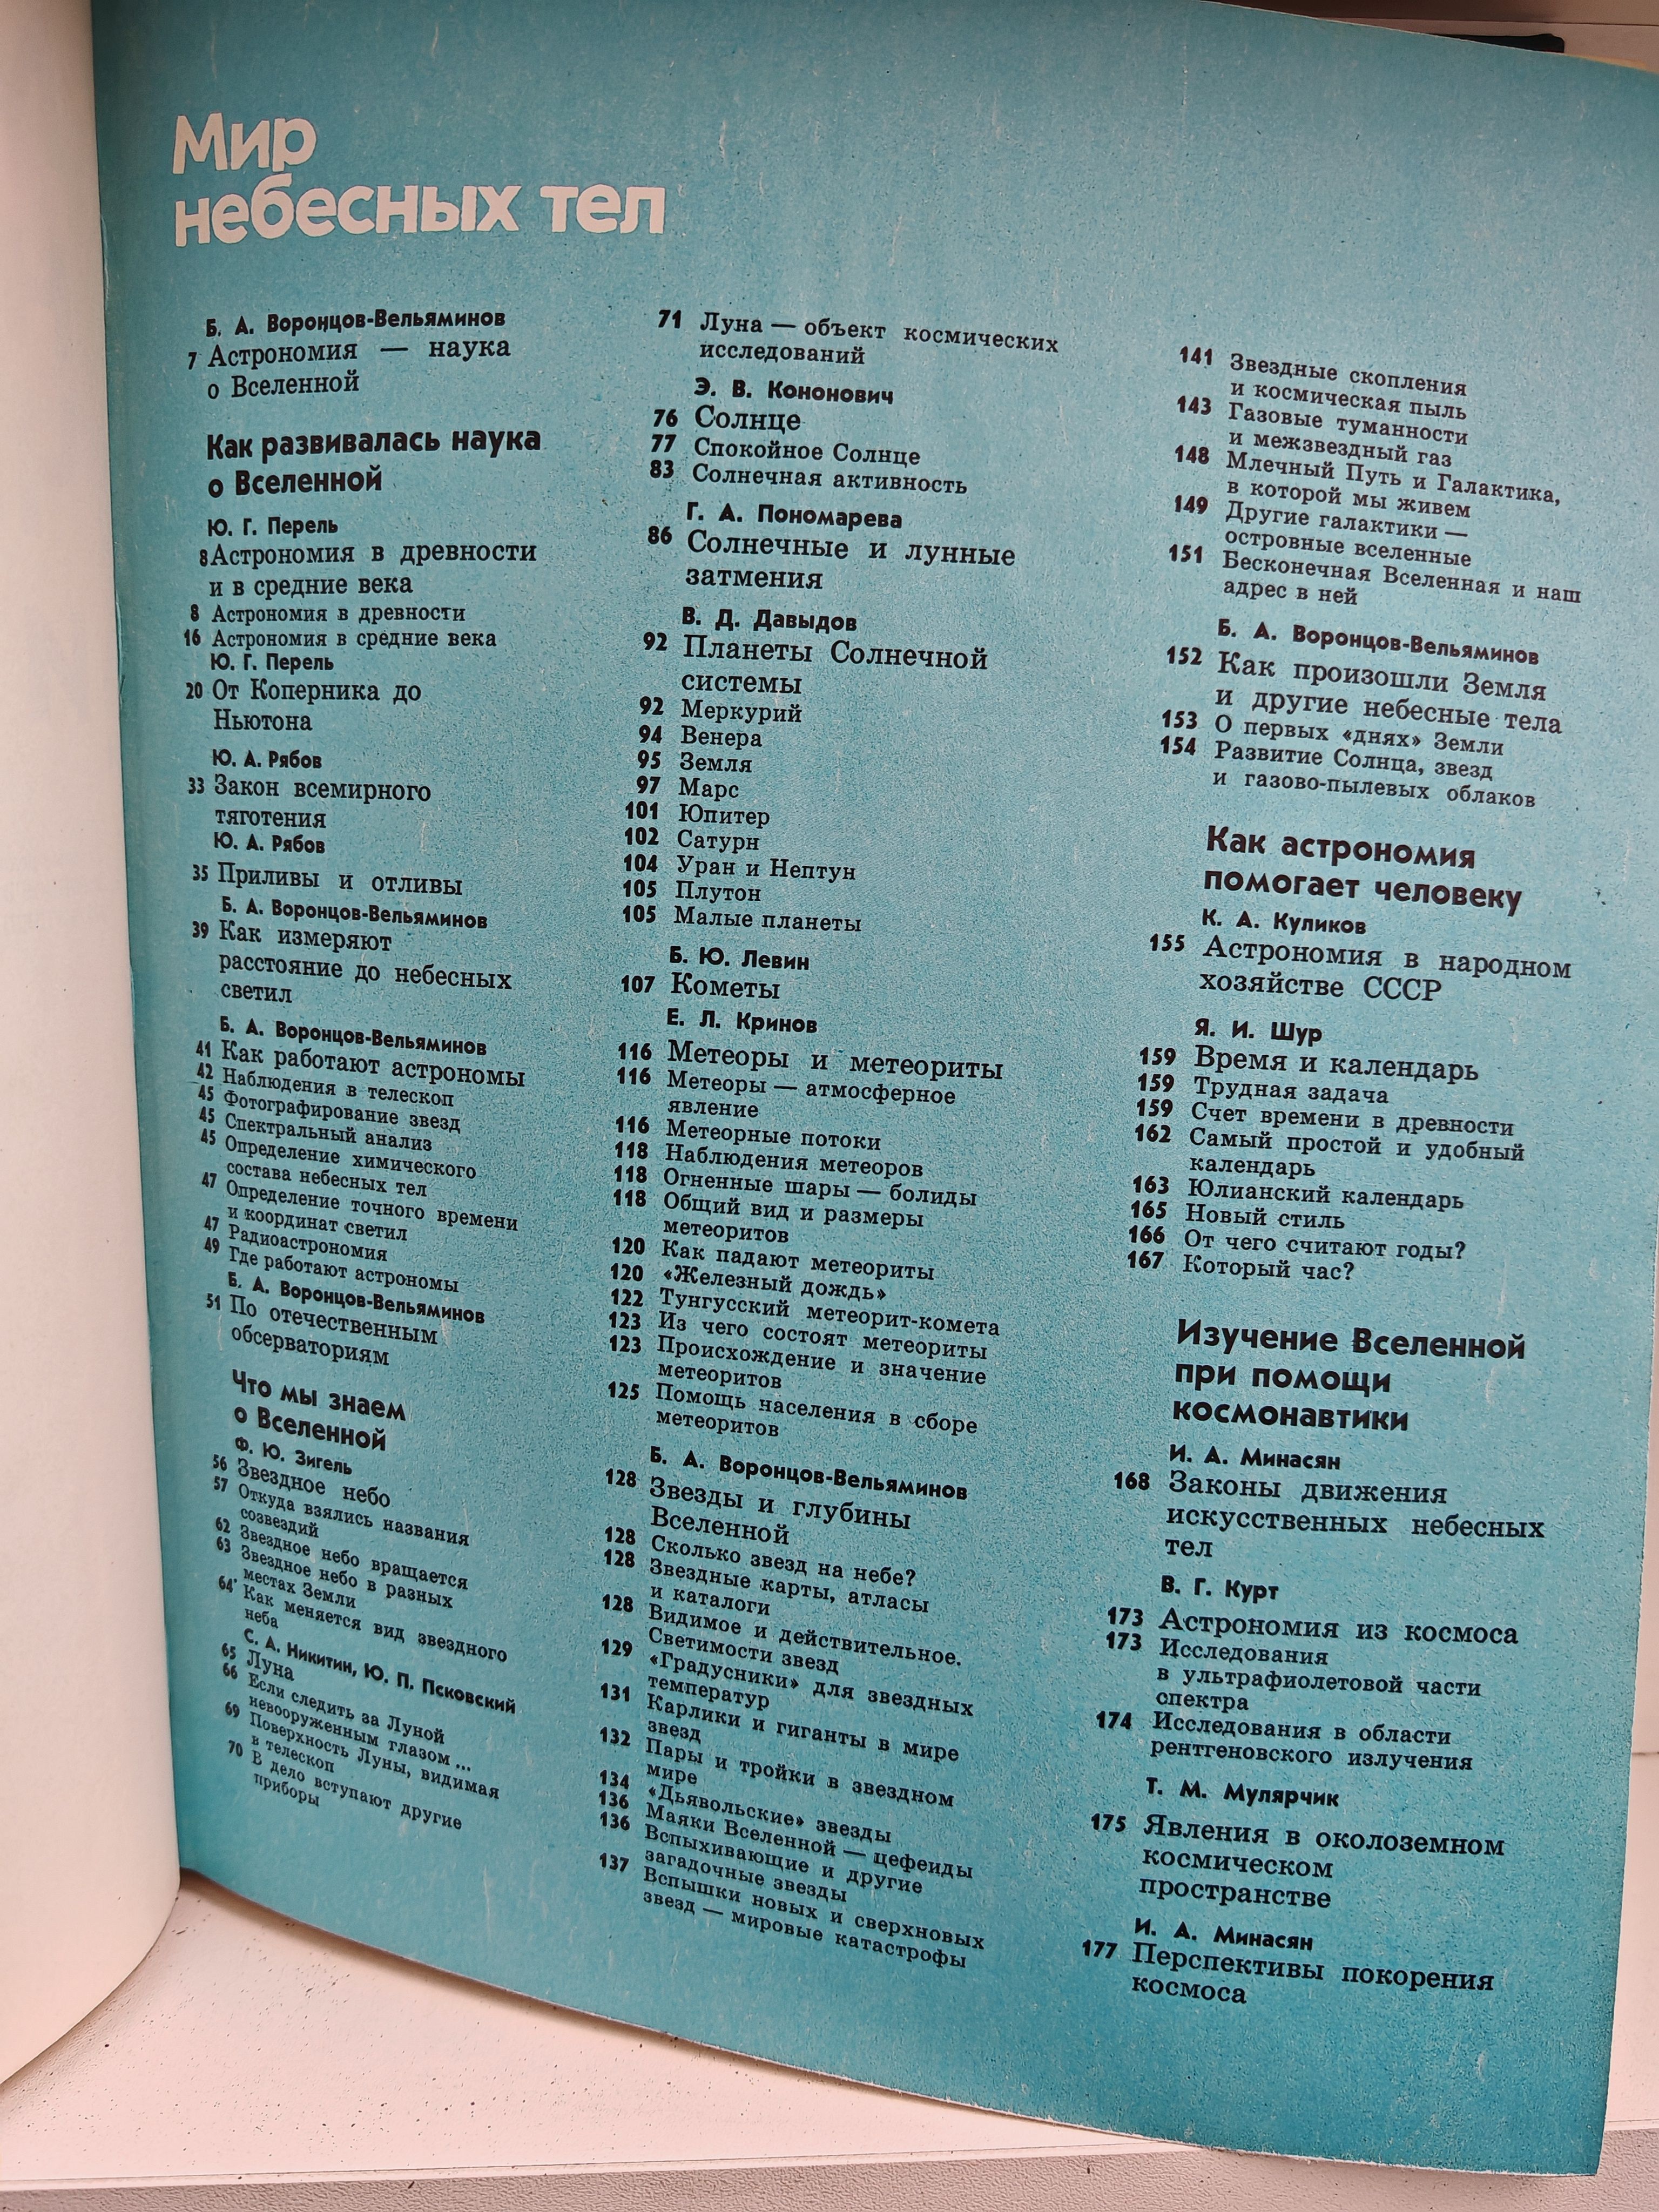 Мир
небесных тел
Б. А. Воронцов-Вельяминов
7 Астрономия — наука
о Вселенной
Как развивалась наука
о Вселенной
Ю. Г. Перель
8 Астрономия в древности
и в средние века
8 Астрономия в древности
16 Астрономия в средние века
Ю. Г. Перель
20 От Коперника до
Ньютона
Ю. А. Рябов
33 Закон всемирного
тяготения
Ю. А. Рябов
35 Приливы и отливы
Б. А. Воронцов-Вельяминов
39 Как измеряют
расстояние до небесных
светил
Б. А. Воронцов-Вельяминов
41 Как работают астрономы
42 Наблюдения в телескоп
45 Фотографирование звезд
45 Спектральный анализ
45 Определение химического
состава небесных тел
47 Определение точного времени
и координат светил
47 Радиоастрономия
49 Где работают астрономы
Б. А. Воронцов-Вельяминов
51 По отечественным
обсерваториям
Что мы знаем
о Вселенной
Ф. Ю. Зигель
56 Звездное небо
57 Откуда взялись названия
созвездий
62 Звездное небо вращается
63 Звездное небо в разных
местах Земли
64 Как меняется вид звездного
неба
С. А. Никитин, Ю. П. Псковский
65 Луна
66 Если следить за Луной
невооруженным глазом ...
69 Поверхность Луны, видимая
в телескоп
70 В дело вступают другие
приборы
71 Луна — объект космических
исследований
Э. В. Кононович
76 Солнце
77 Спокойное Солнце
83 Солнечная активность
Г. А. Пономарева
86 Солнечные и лунные
затмения
В. Д. Давыдов
92 Планеты Солнечной
системы
92 Меркурий
94 Венера
95 Земля
97 Марс
101 Юпитер
102 Сатурн
104 Уран и Нептун
105 Плутон
105 Малые планеты
Б. Ю. Левин
107 Кометы
Е. Л. Кринов
116 Метеоры и метеориты
116 Метеоры — атмосферное
явление
116 Метеорные потоки
118 Наблюдения метеоров
118 Огненные шары — болиды
118 Общий вид и размеры
метеоритов
120 Как падают метеориты
120 «Железный дождь»
122 Тунгусский метеорит-комета
123 Из чего состоят метеориты
123 Происхождение и значение
метеоритов
125 Помощь населения в сборе
метеоритов
Б. А. Воронцов-Вельяминов
128 Звезды и глубины
Вселенной
128 Сколько звезд на небе?
128 Звездные карты, атласы
и каталоги
128 Видимое и действительное.
Светимости звезд
129 «Градусники» для звездных
температур
131 Карлики и гиганты в мире
звезд
132 Пары и тройки в звездном
мире
134 «Дьявольские» звезды
136 Маяки Вселенной — цефеиды
136 Вспыхивающие и другие
загадочные звезды
137 Вспышки новых и сверхновых
звезд — мировые катастрофы
141 Звездные скопления
и космическая пыль
143 Газовые туманности
и межзвездный газ
148 Млечный Путь и Галактика,
в которой мы живем
149 Другие галактики —
островные вселенные
151 Бесконечная Вселенная и наш
адрес в ней
Б. А. Воронцов-Вельяминов
152 Как произошли Земля
и другие небесные тела
153 О первых «днях» Земли
154 Развитие Солнца, звезд
и газово-пылевых облаков
Как астрономия
помогает человеку
К. А. Куликов
155 Астрономия в народном
хозяйстве СССР
Я. И. Шур
159 Время и календарь
159 Трудная задача
159 Счет времени в древности
162 Самый простой и удобный
календарь
163 Юлианский календарь
165 Новый стиль
166 От чего считают годы?
167 Который час?
Изучение Вселенной
при помощи
космонавтики
И. А. Минасян
168 Законы движения
искусственных небесных
тел
В. Г. Курт
173 Астрономия из космоса
173 Исследования
в ультрафиолетовой части
спектра
174 Исследования в области
рентгеновского излучения
Т. М. Мулярчик
175 Явления в околоземном
космическом
пространстве
И. А. Минасян
177 Перспективы покорения
космоса